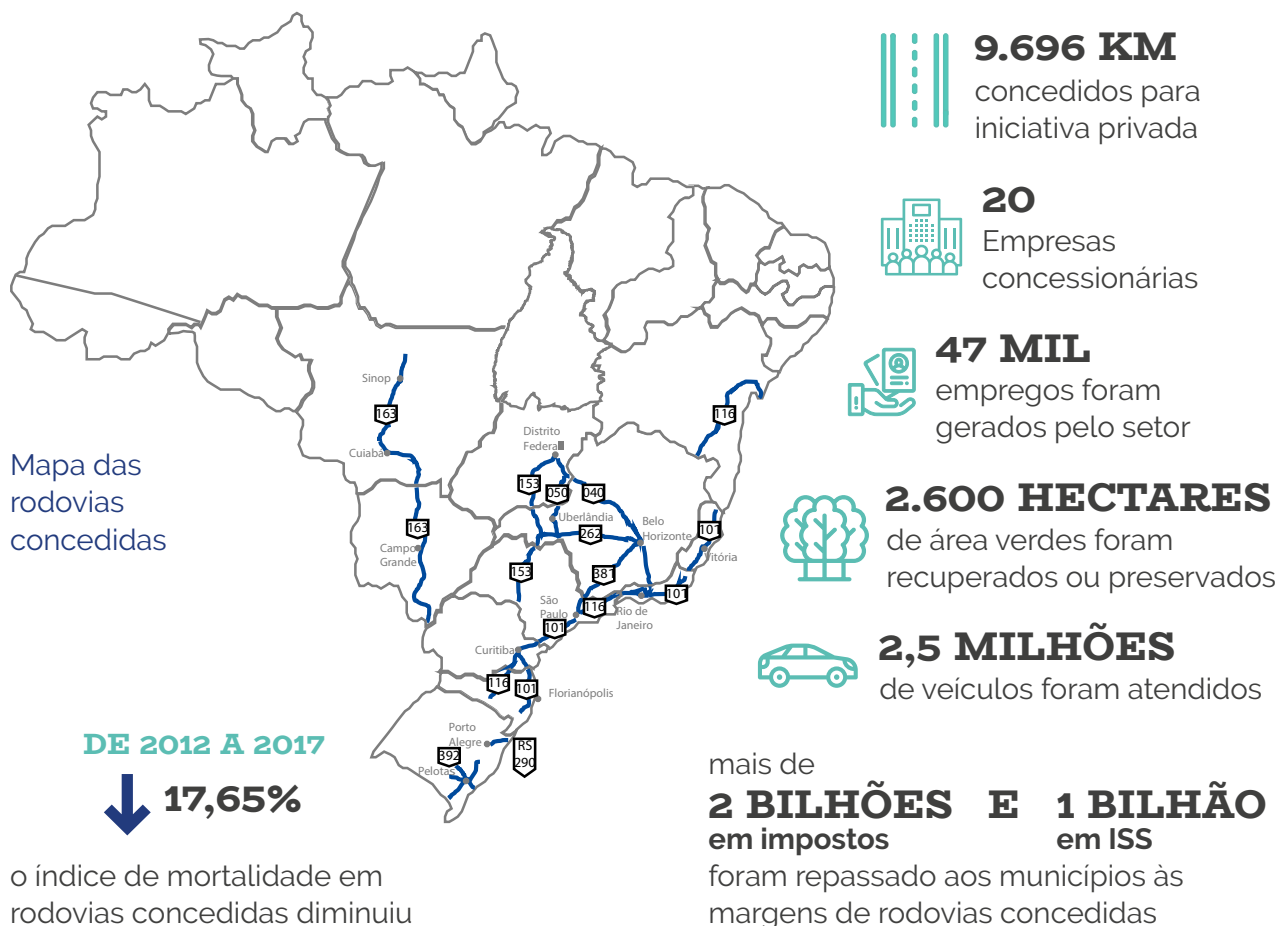 9.696 KM
concedidos para
iniciativa privada
20
Empresas
concessionárias
47 MIL
empregos foram
gerados pelo setor
2.600 HECTARES
de área verdes foram
recuperados ou preservados
2,5 MILHÕES
de veículos foram atendidos
mais de
2 BILHÕES E 1 BILHÃO
em impostos em ISS
foram repassado aos municípios às
margens de rodovias concedidas
Mapa das
rodovias
concedidas
DE 2012 A 2017
17,65%
o índice de mortalidade em
rodovias concedidas diminuiu
Sinop
163
Cuiabá
163
Campo
Grande
116
Distrito
Federal
153
050
040
Uberlândia
262
Belo
Horizonte
101
Vitória
153
381
São
Paulo
116
Rio de
Janeiro
101
101
Curitiba
116
101
Florianópolis
Porto
Alegre
RS
290
392
Pelotas